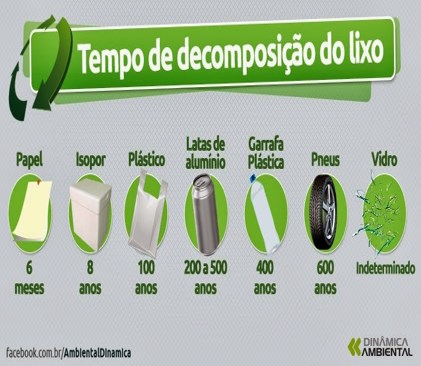 Tempo de decomposição do lixo
Papel
Isopor
Plástico
Latas de
alumínio
Garrafa
Plástica
Pneus
Vidro
6
meses
8
anos
100
anos
200 a 500
anos
400
anos
600
anos
Indeterminado
facebook.com.br/AmbientalDinamica
DINÂMICA
AMBIENTAL